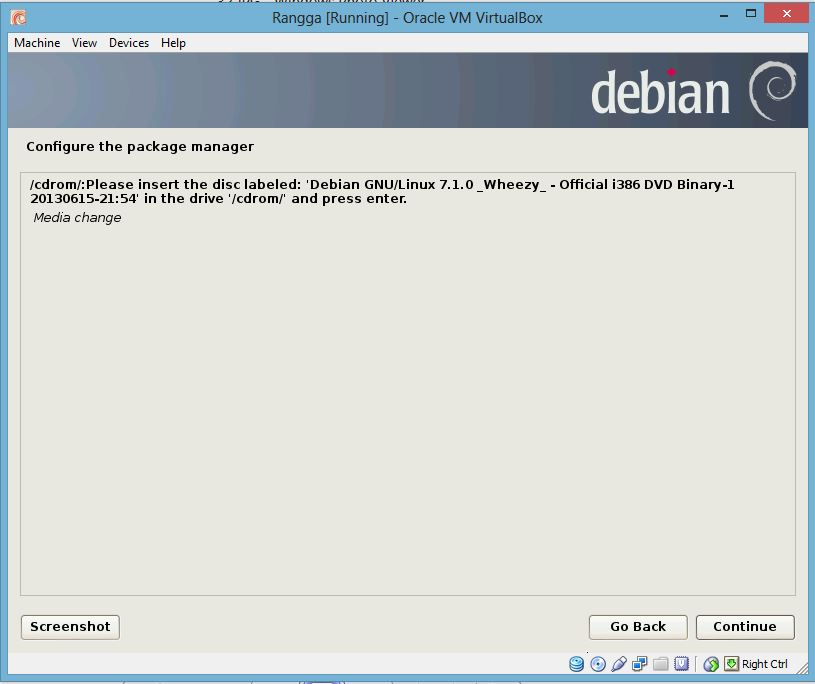 Rangga [Running] - Oracle VM VirtualBox
Machine View Devices Help
debian
Configure the package manager
/cdrom/:Please insert the disc labeled: 'Debian GNU/Linux 7.1.0 _Wheezy_ - Official i386 DVD Binary-1
20130615-21:54' in the drive '/cdrom/' and press enter.
Media change
Screenshot Go Back Continue
Right Ctrl